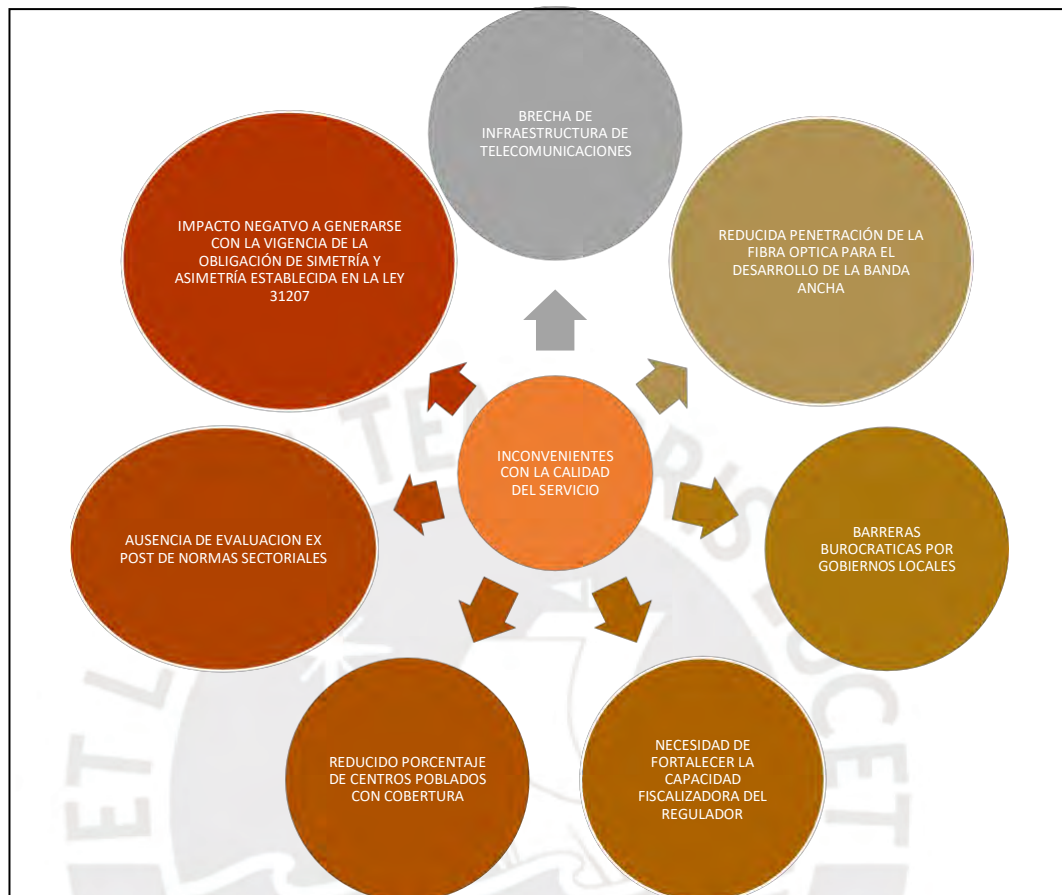 BRECHA DE
INFRAESTRUCTURA DE
TELECOMUNICACIONES
REDUCIDA PENETRACIÓN DE LA
FIBRA OPTICA PARA EL
DESARROLLO DE LA BANDA
ANCHA
BARRERAS
BUROCRATICAS POR
GOBIERNOS LOCALES
NECESIDAD DE
FORTALECER LA
CAPACIDAD
FISCALIZADORA DEL
REGULADOR
REDUCIDO PORCENTAJE
DE CENTROS POBLADOS
CON COBERTURA
AUSENCIA DE EVALUACION EX
POST DE NORMAS SECTORIALES
IMPACTO NEGATVO A GENERARSE
CON LA VIGENCIA DE LA
OBLIGACIÓN DE SIMETRÍA Y
ASIMETRÍA ESTABLECIDA EN LA LEY
31207
INCONVENIENTES
CON LA CALIDAD
DEL SERVICIO